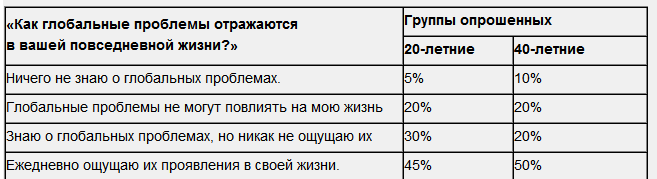 «Как глобальные проблемы отражаются
в вашей повседневной жизни?»
Группы опрошенных
20-летние 40-летние
Ничего не знаю о глобальных проблемах. 5% 10%
Глобальные проблемы не могут повлиять на мою жизнь 20% 20%
Знаю о глобальных проблемах, но никак не ощущаю их 30% 20%
Ежедневно ощущаю их проявления в своей жизни. 45% 50%